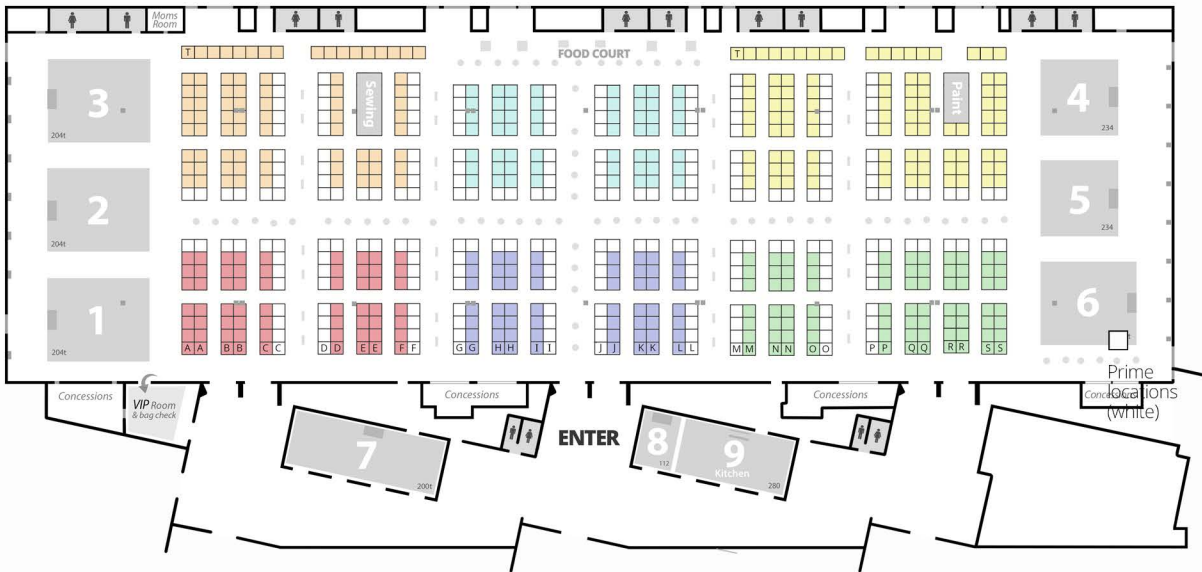 Moms
Room
T
FOOD COURT
T
3
204t
Sewing
Paint
4
234
2
204t
5
234
1
204t
6
A A B B C C D D E E F F G G H H I I J J K K L L M M N N O O P P Q Q R R S S
Prime
locations
(white)
Concessions
VIP Room
& bag check
Concessions
Concessions
Concessions
7
200t
ENTER
8
112
9
Kitchen
280